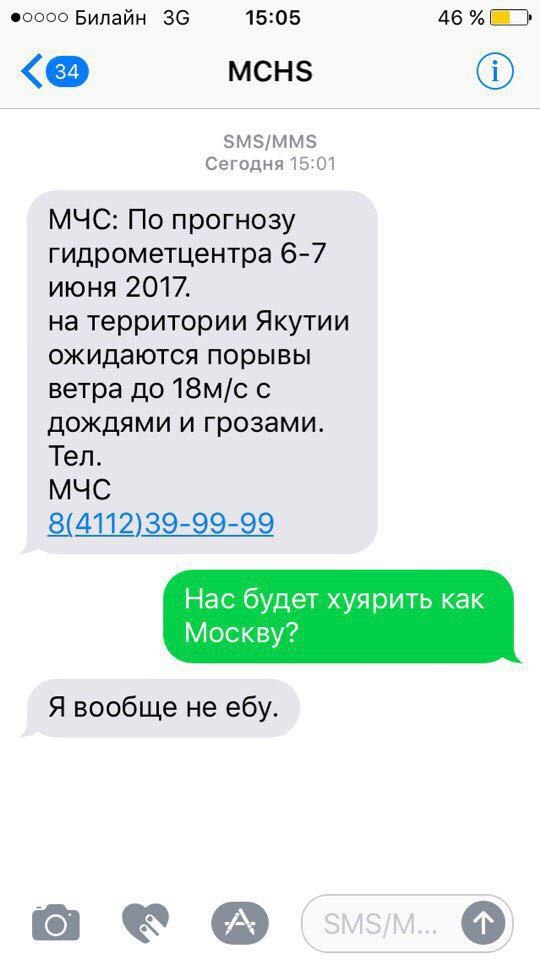 Билайн 3G 15:05 46 %
34 MCHS
SMS/MMS
Сегодня 15:01
МЧС: По прогнозу
гидрометцентра 6-7
июня 2017.
на территории Якутии
ожидаются порывы
ветра до 18м/с с
дождями и грозами.
Тел.
МЧС
8(4112)39-99-99
Нас будет хуярить как
Москву?
Я вообще не ебу.
SMS/M...